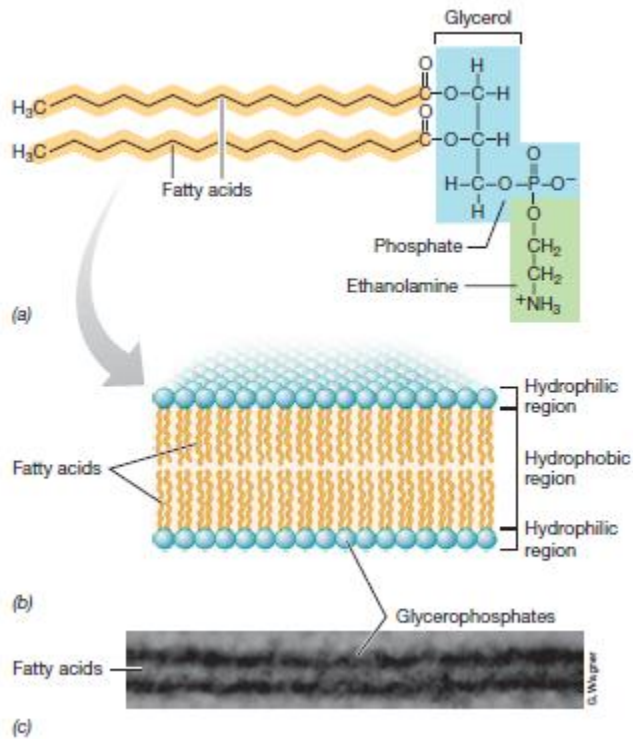 Glycerol
O H
H₃C C–O–C–H
O
H₃C C–O–C–H O
Fatty acids H–C–O–P–O⁻
H O
Phosphate CH₂
Ethanolamine CH₂
⁺NH₃
(a)
Hydrophilic
region
Fatty acids
Hydrophobic
region
Hydrophilic
region
(b)
Glycerophosphates
Fatty acids
G. Wagner
(c)